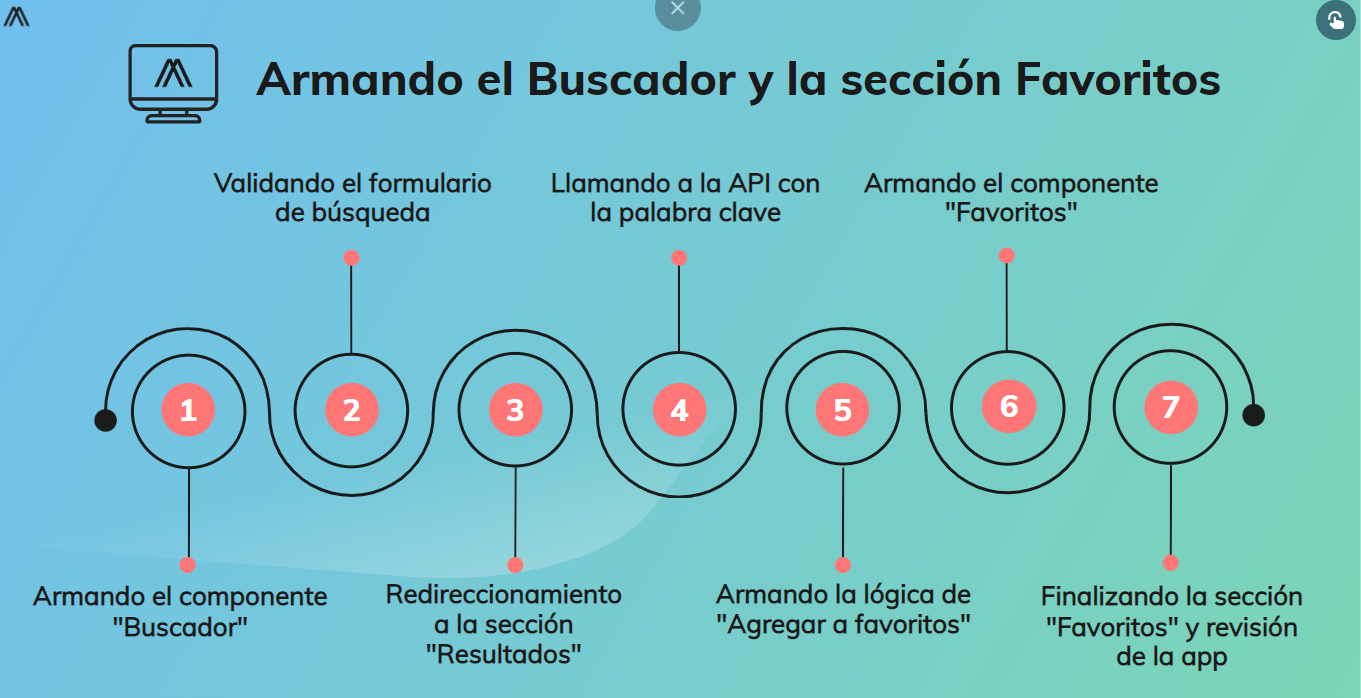 Armando el Buscador y la sección Favoritos
Validando el formulario
de búsqueda
Llamando a la API con
la palabra clave
Armando el componente
"Favoritos"
1
2
3
4
5
6
7
Armando el componente
"Buscador"
Redireccionamiento
a la sección
"Resultados"
Armando la lógica de
"Agregar a favoritos"
Finalizando la sección
"Favoritos" y revisión
de la app